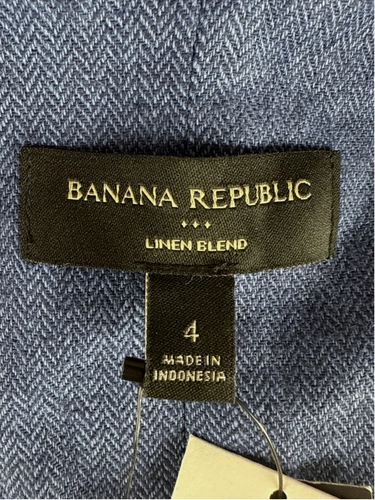 BANANA REPUBLIC
LINEN BLEND
4
MADE IN
INDONESIA